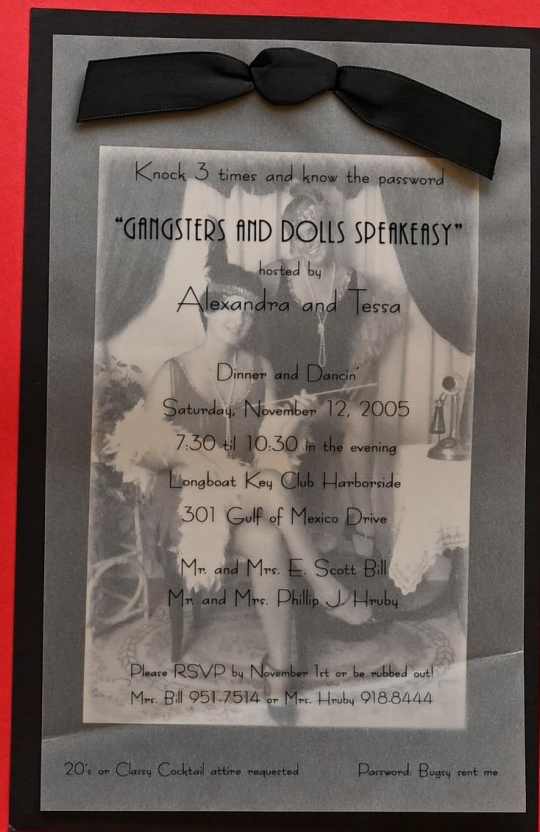 Knock 3 times and know the password
"GANGSTERS AND DOLLS SPEAKEASY"
hosted by
Alexandra and Tessa
Dinner and Dancin'
Saturday, November 12, 2005
7:30 til 10:30 in the evening
Longboat Key Club Harborside
301 Gulf of Mexico Drive
Mr. and Mrs. E. Scott Bill
Mr. and Mrs. Phillip J. Hruby
Please RSVP by November 1st or be rubbed out!
Mrs. Bill 951-7514 or Mrs. Hruby 918-8444
20's or Classy Cocktail attire requested
Password: Bugsy sent me